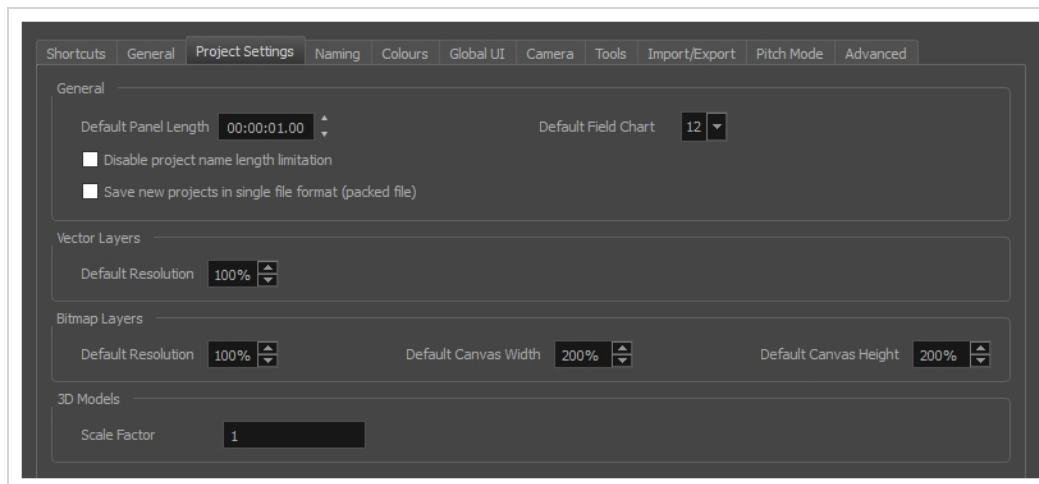 Shortcuts General Project Settings Naming Colours Global UI Camera Tools Import/Export Pitch Mode Advanced
General
Default Panel Length 00:00:01.00 Default Field Chart 12
Disable project name length limitation
Save new projects in single file format (packed file)
Vector Layers
Default Resolution 100%
Bitmap Layers
Default Resolution 100% Default Canvas Width 200% Default Canvas Height 200%
3D Models
Scale Factor 1